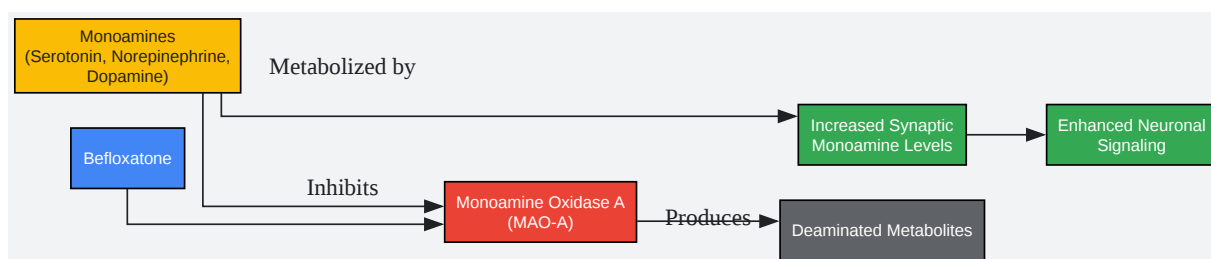 Monoamines
(Serotonin, Norepinephrine,
Dopamine)
Metabolized by
Increased Synaptic
Monoamine Levels
Enhanced Neuronal
Signaling
Befloxatone
Inhibits
Monoamine Oxidase A
(MAO-A)
Produces
Deaminated Metabolites